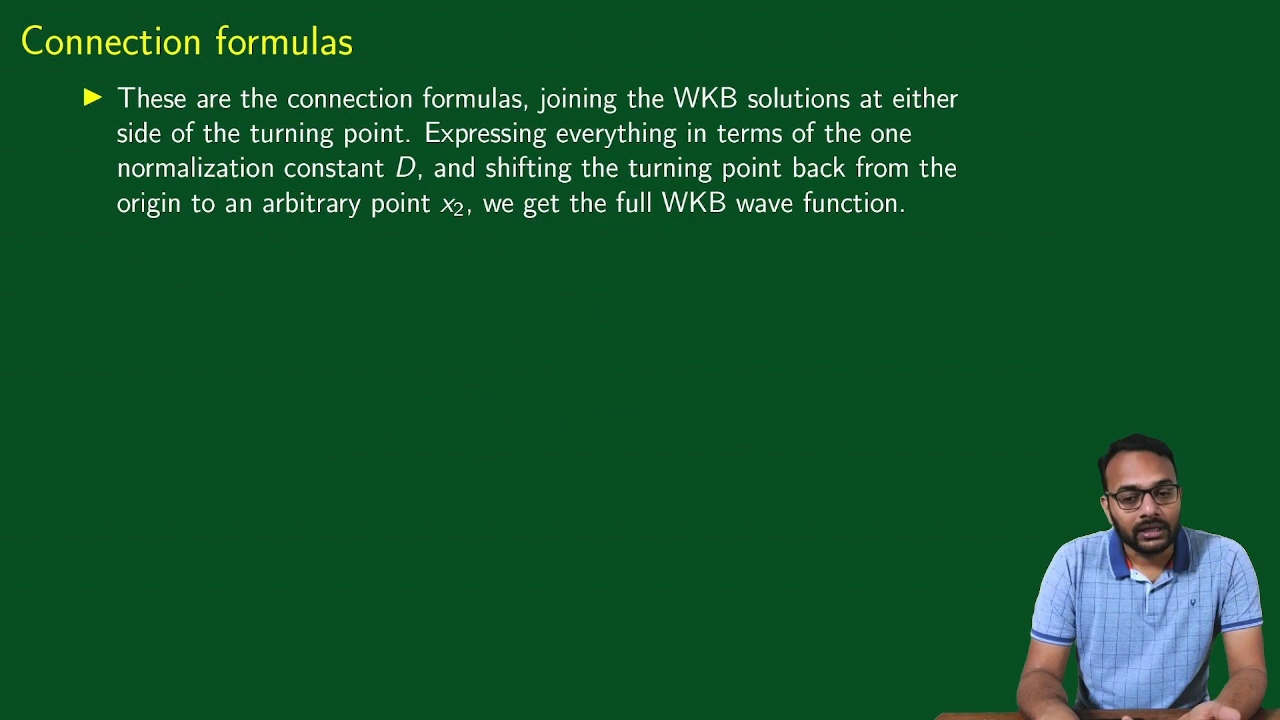 Connection formulas
▶ These are the connection formulas, joining the WKB solutions at either
side of the turning point. Expressing everything in terms of the one
normalization constant D, and shifting the turning point back from the
origin to an arbitrary point x₂, we get the full WKB wave function.